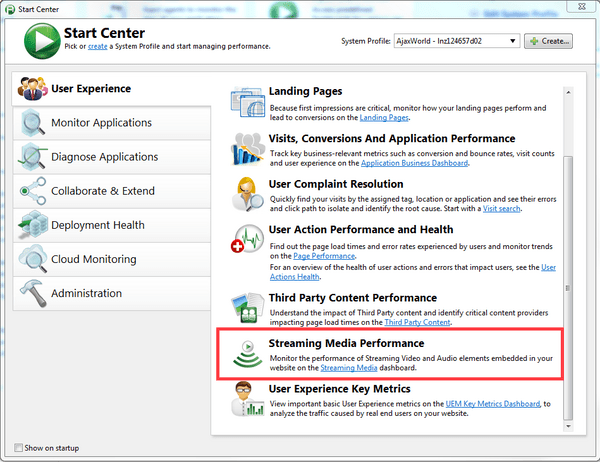 Start Center
Start Center
Pick or create a System Profile and start managing performance.
System Profile:
AjaxWorld - lnz124657d02
Create...
User Experience
Monitor Applications
Diagnose Applications
Collaborate & Extend
Deployment Health
Cloud Monitoring
Administration
Landing Pages
Because first impressions are critical, monitor how your landing pages perform and
lead to conversions on the Landing Pages.
Visits, Conversions And Application Performance
Track key business-relevant metrics such as conversion and bounce rates, visit counts
and user experience on the Application Business Dashboard.
User Complaint Resolution
Quickly find your visits by the assigned tag, location or application and see their errors
and click path to isolate and identify the root cause. Start with a Visit search.
User Action Performance and Health
Find out the page load times and error rates experienced by users and monitor trends
on the Page Performance.
For an overview of the health of user actions and errors that impact users, see the User
Actions Health.
Third Party Content Performance
Understand the impact of Third Party content and identify critical content providers
impacting page load times on the Third Party Content.
Streaming Media Performance
Monitor the performance of Streaming Video and Audio elements embedded in your
website on the Streaming Media dashboard.
User Experience Key Metrics
View important basic User Experience metrics on the UEM Key Metrics Dashboard, to
analyze the traffic caused by real end users on your website.
Show on startup